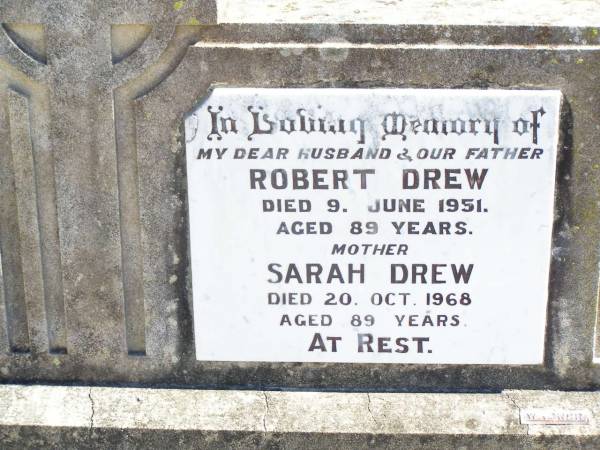 In Loving Memory of
MY DEAR HUSBAND & OUR FATHER
ROBERT DREW
DIED 9. JUNE 1951.
AGED 89 YEARS.
MOTHER
SARAH DREW
DIED 20. OCT. 1968
AGED 89 YEARS.
AT REST.